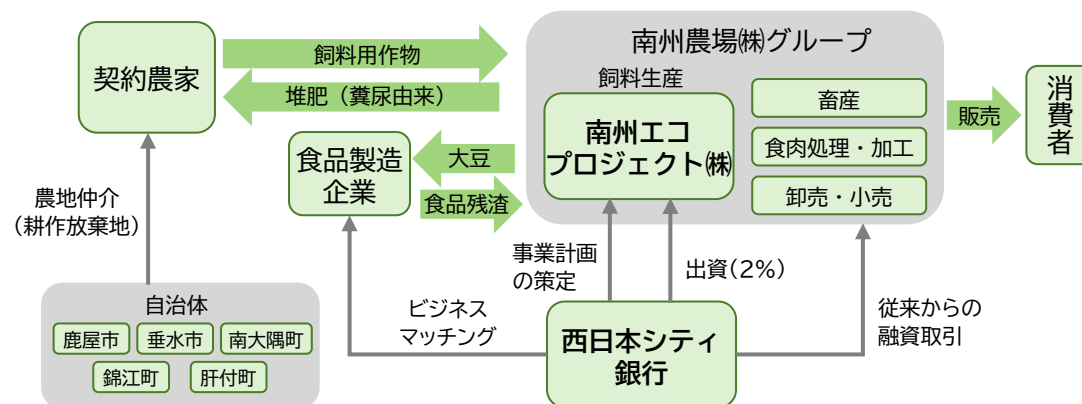 南州農場㈱グループ
契約農家
飼料用作物
堆肥（糞尿由来）
飼料生産
南州エコ
プロジェクト㈱
畜産
食肉処理・加工
卸売・小売
販売
消費者
食品製造
企業
大豆
食品残渣
農地仲介
（耕作放棄地）
事業計画
の策定
出資（2%）
自治体
鹿屋市
垂水市
南大隅町
錦江町
肝付町
ビジネス
マッチング
西日本シティ
銀行
従来からの
融資取引